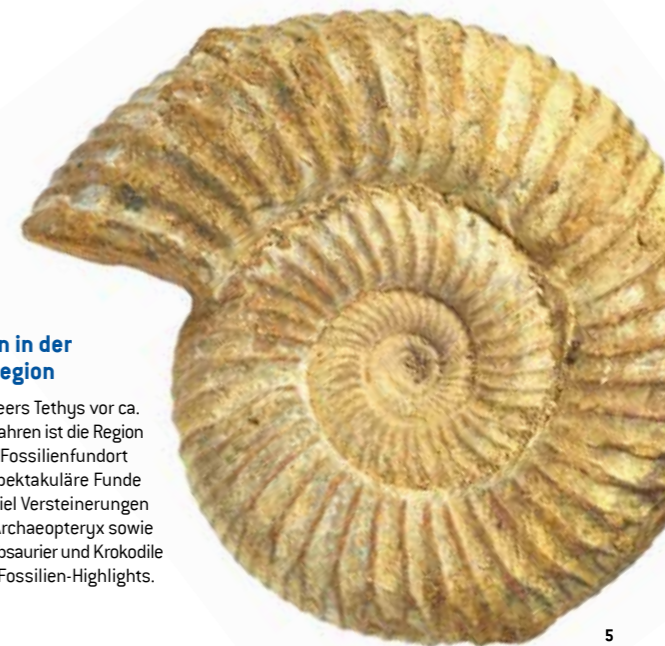 n in der
egion
eers Tethys vor ca.
ahren ist die Region
Fossilienfundort
pektakuläre Funde
iel Versteinerungen
Archaeopteryx sowie
osaurier und Krokodile
Fossilien-Highlights.
5